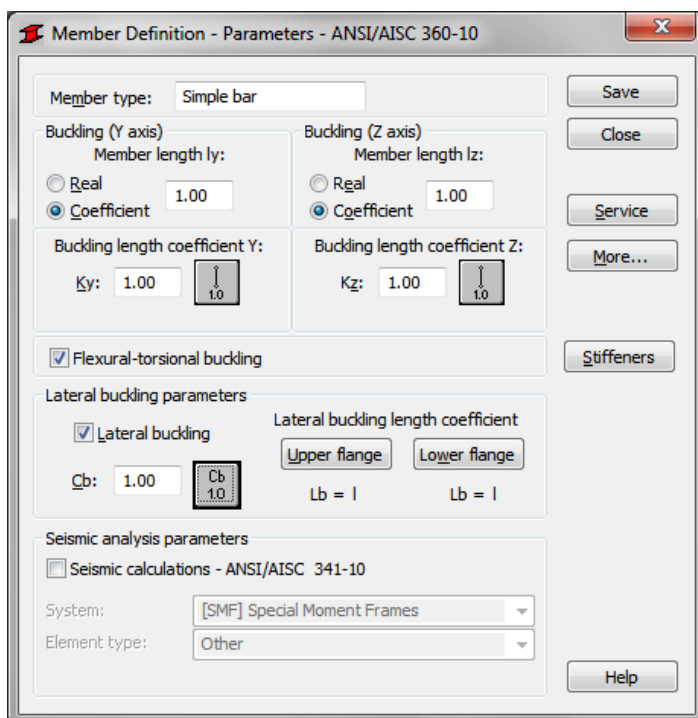 Member Definition - Parameters - ANSI/AISC 360-10
x
Member type: Simple bar
Save
Close
Buckling (Y axis)
Member length ly:
Real
Coefficient
1.00
Buckling (Z axis)
Member length lz:
Real
Coefficient
1.00
Service
More...
Buckling length coefficient Y:
Ky: 1.00
1.0
Buckling length coefficient Z:
Kz: 1.00
1.0
Flexural-torsional buckling
Stiffeners
Lateral buckling parameters
Lateral buckling
Cb: 1.00
Cb
1.0
Lateral buckling length coefficient
Upper flange Lower flange
Lb = l Lb = l
Seismic analysis parameters
Seismic calculations - ANSI/AISC 341-10
System: [SMF] Special Moment Frames
Element type: Other
Help